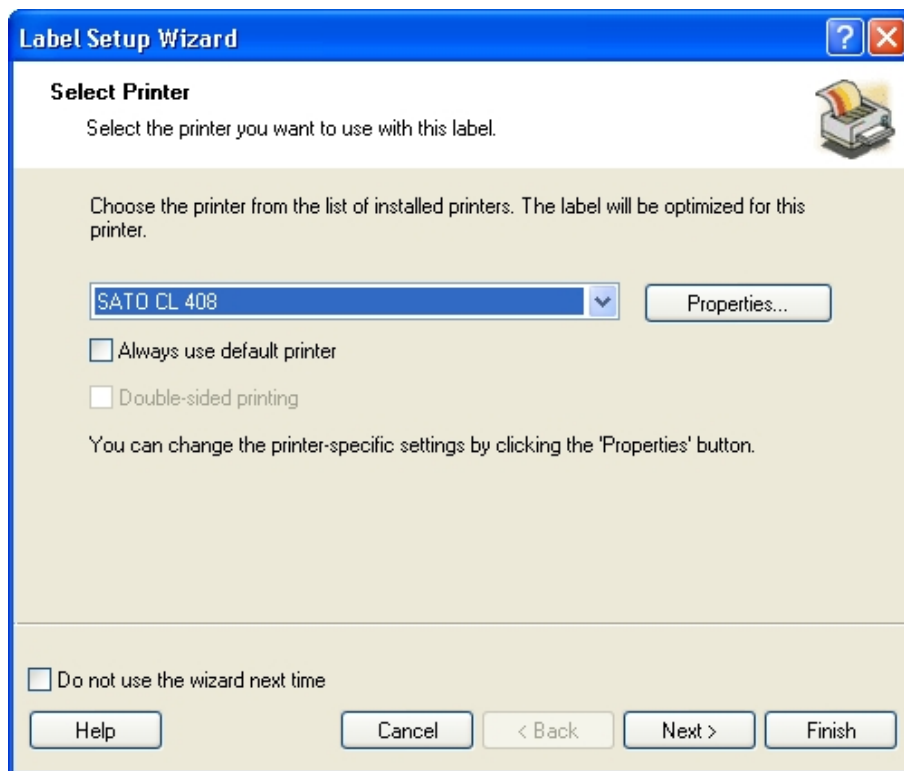 Label Setup Wizard
Select Printer
Select the printer you want to use with this label.
Choose the printer from the list of installed printers. The label will be optimized for this
printer.
SATO CL 408
Properties...
Always use default printer
Double-sided printing
You can change the printer-specific settings by clicking the 'Properties' button.
Do not use the wizard next time
Help
Cancel
< Back
Next >
Finish